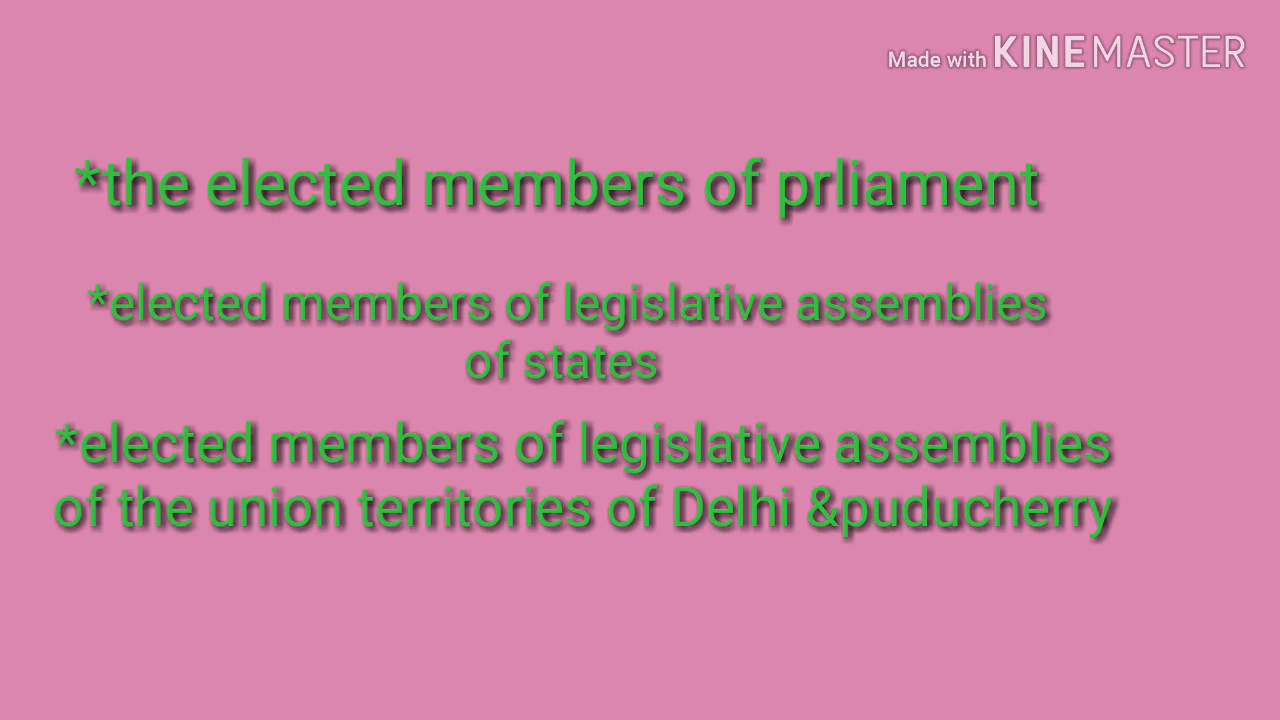 Made with KINEMASTER
*the elected members of prliament
*elected members of legislative assemblies
of states
*elected members of legislative assemblies
of the union territories of Delhi &puducherry